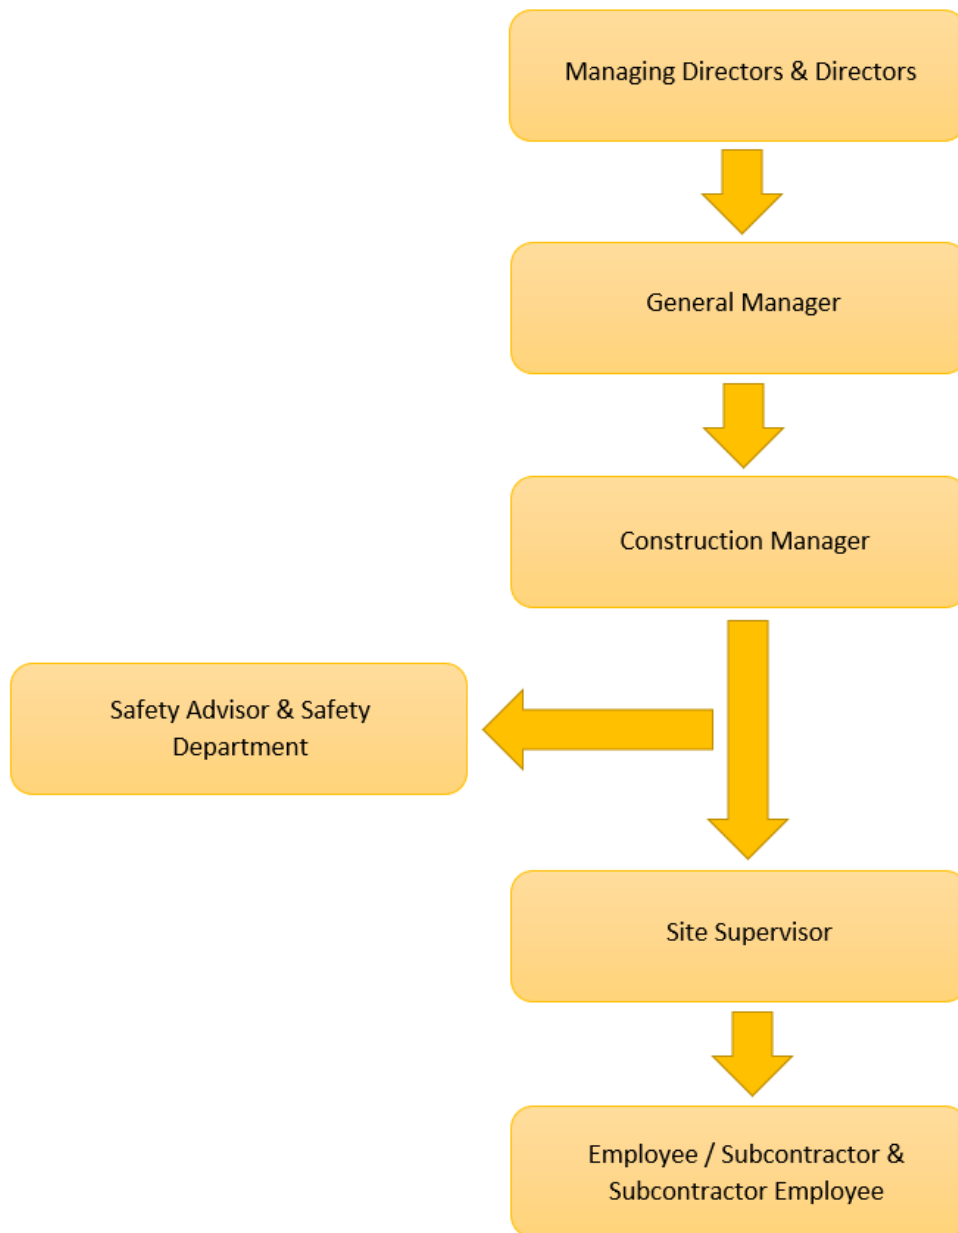 Managing Directors & Directors
General Manager
Construction Manager
Safety Advisor & Safety
Department
Site Supervisor
Employee / Subcontractor &
Subcontractor Employee